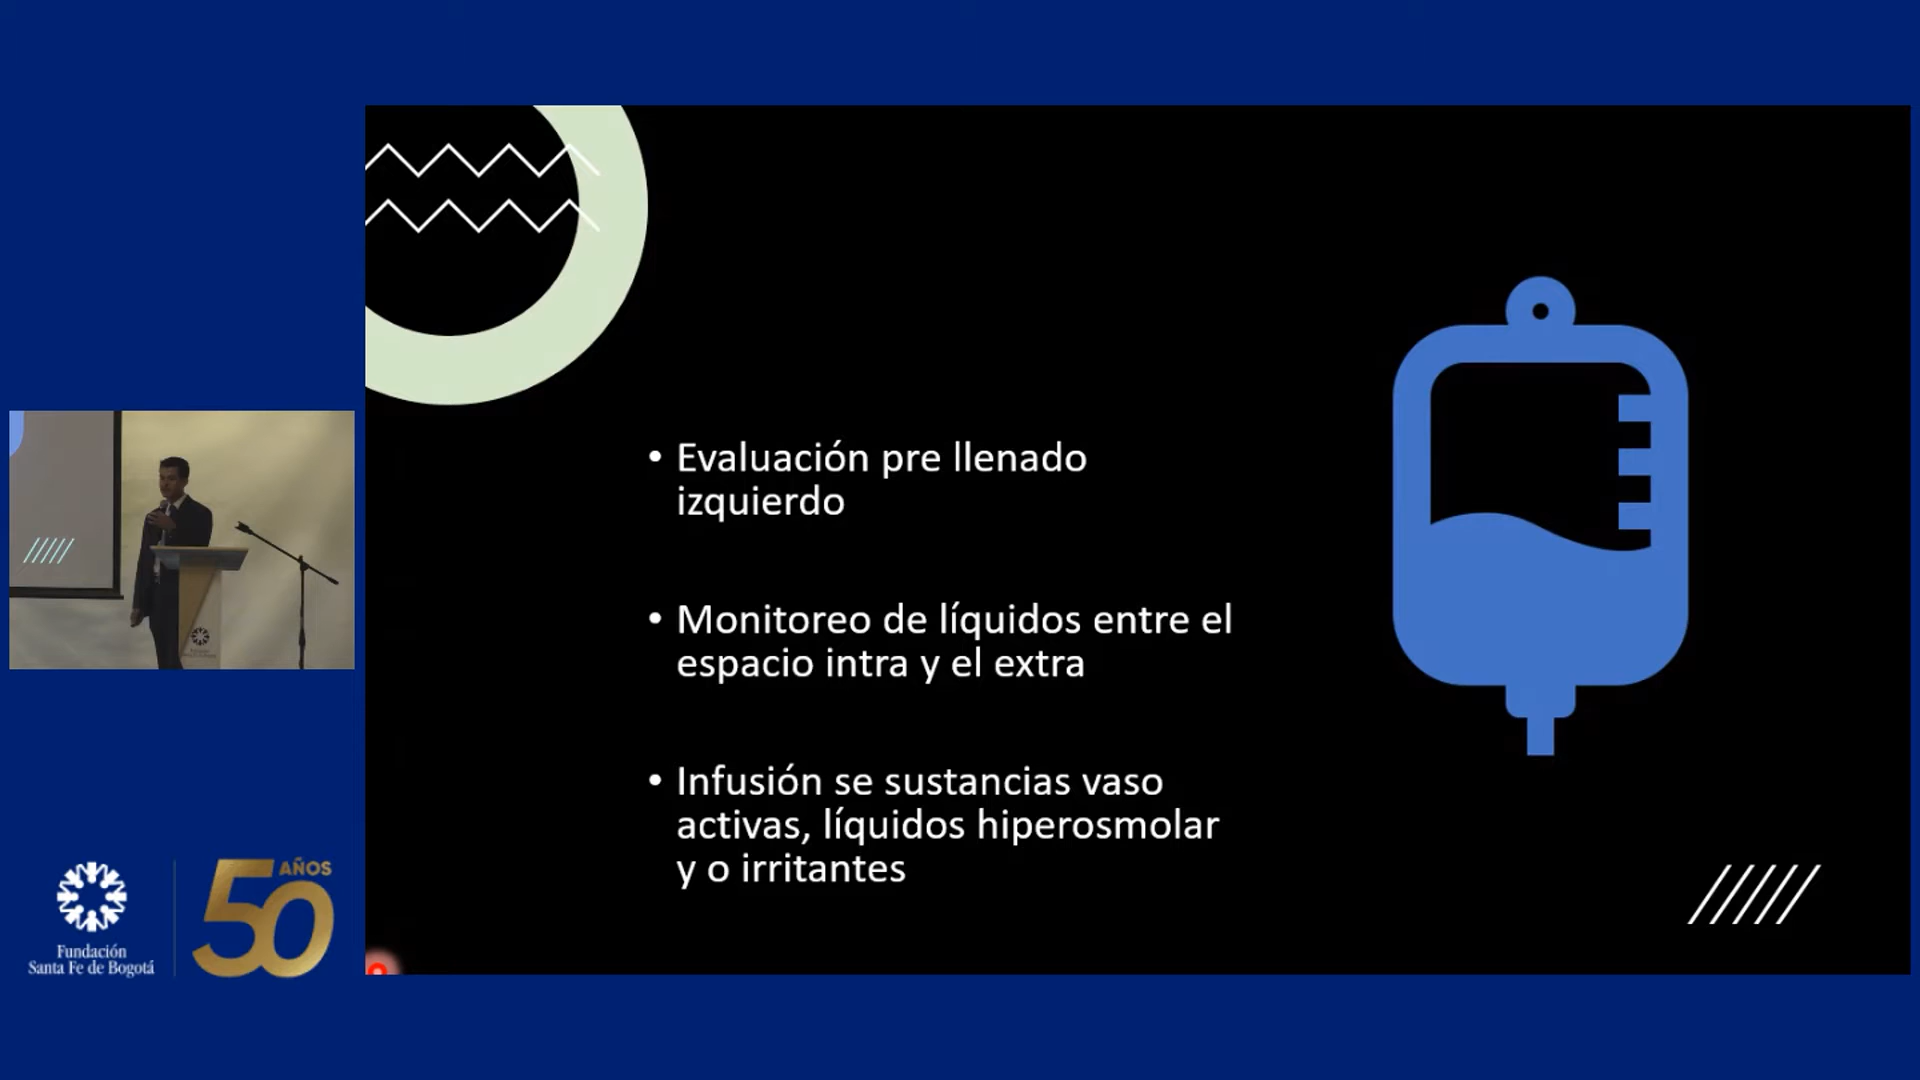 • Evaluación pre llenado
izquierdo
• Monitoreo de líquidos entre el
espacio intra y el extra
• Infusión se sustancias vaso
activas, líquidos hiperosmolar
y o irritantes
Fundación
Santa Fe de Bogotá
50
AÑOS